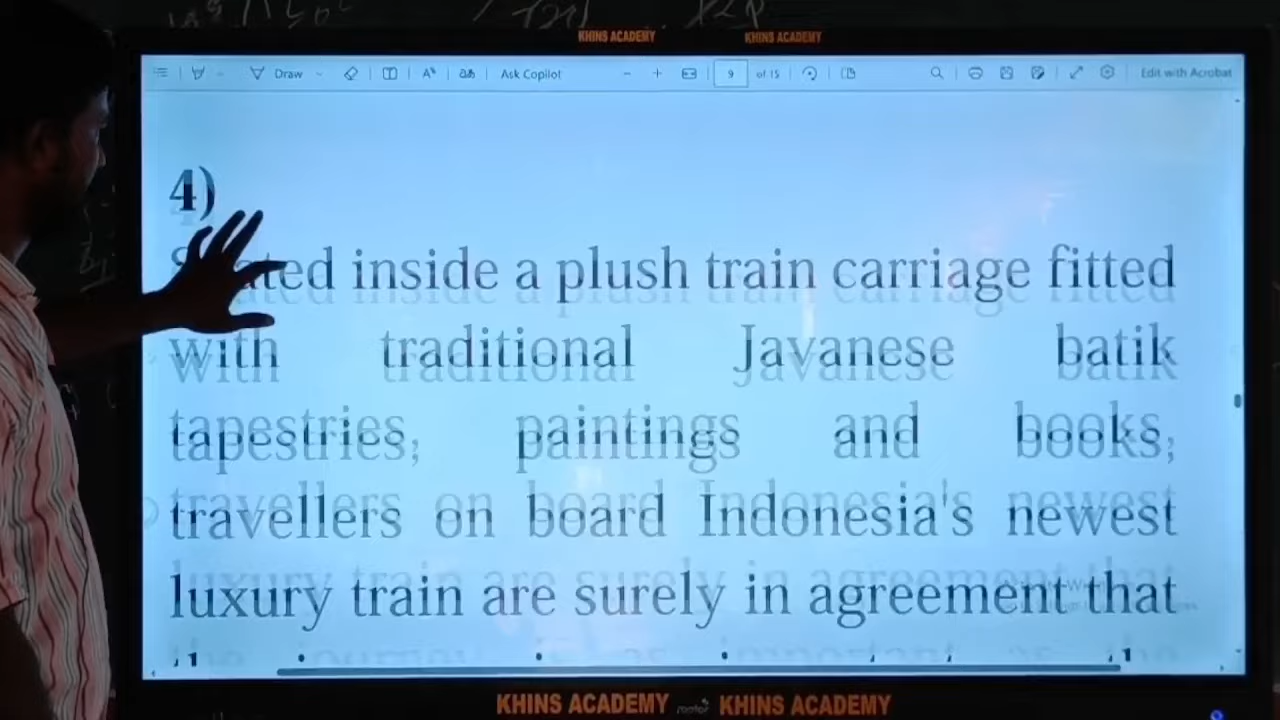 KHINS ACADEMY KHINS ACADEMY
Draw Ask Copilot 9 of 15 Edit with Acrobat
4)
inside a plush train carriage fitted
with traditional Javanese batik
tapestries, paintings and books,
travellers on board Indonesia's newest
luxury train are surely in agreement that
KHINS ACADEMY KHINS ACADEMY